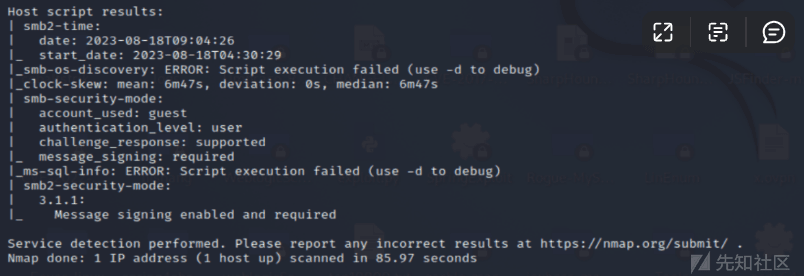 Host script results:
| smb2-time:
|   date: 2023-08-18T09:04:26
|_  start_date: 2023-08-18T04:30:29
|_smb-os-discovery: ERROR: Script execution failed (use -d to debug)
|_clock-skew: mean: 6m47s, deviation: 0s, median: 6m47s
| smb-security-mode:
|   account_used: guest
|   authentication_level: user
|   challenge_response: supported
|_  message_signing: required
|_ms-sql-info: ERROR: Script execution failed (use -d to debug)
| smb2-security-mode:
|   3.1.1:
|_    Message signing enabled and required
Service detection performed. Please report any incorrect results at https://nmap.org/submit/ .
Nmap done: 1 IP address (1 host up) scanned in 85.97 seconds
先知社区